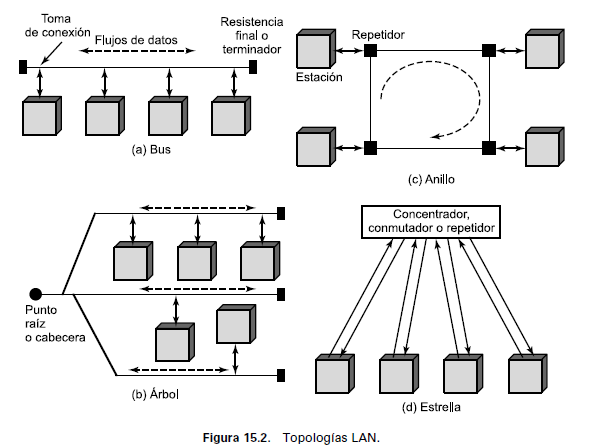 Toma
de conexión
Flujos de datos
Resistencia
final o
terminador
(a) Bus
Repetidor
Estación
(c) Anillo
Punto
raíz
o cabecera
(b) Árbol
Concentrador,
conmutador o repetidor
(d) Estrella
Figura 15.2. Topologías LAN.